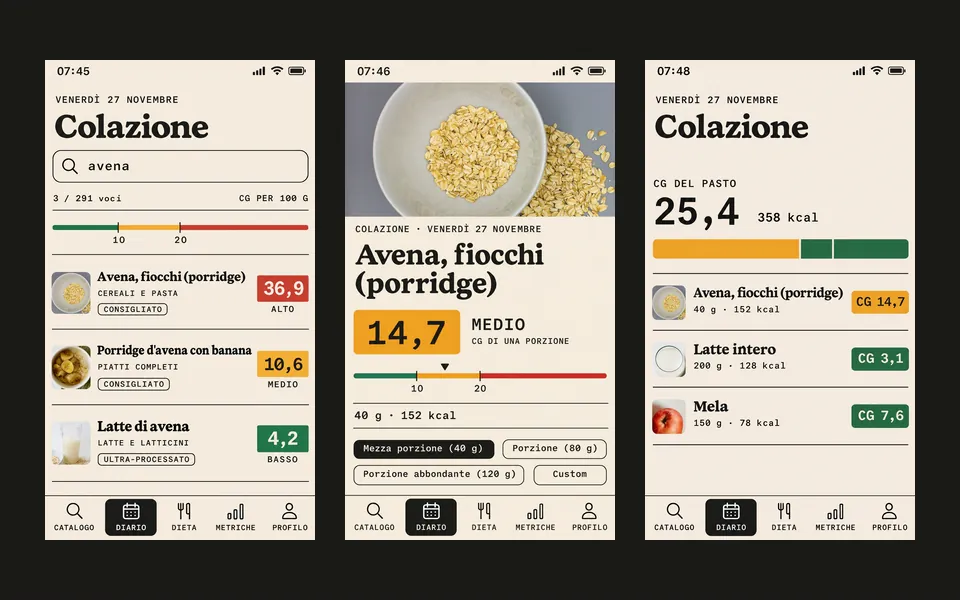 07:45
VENERDÌ 27 NOVEMBRE
Colazione
avena
3 / 291 voci CG PER 100 G
10 20
Avena, fiocchi (porridge)
CEREALI E PASTA
CONSIGLIATO
36,9
ALTO
Porridge d'avena con banana
PIATTI COMPLETI
CONSIGLIATO
10,6
MEDIO
Latte di avena
LATTE E LATTICINI
ULTRA-PROCESSATO
4,2
BASSO
CATALOGO DIARIO DIETA METRICHE PROFILO
07:46
COLAZIONE · VENERDÌ 27 NOVEMBRE
Avena, fiocchi
(porridge)
14,7
MEDIO
CG DI UNA PORZIONE
10 20
40 g · 152 kcal
Mezza porzione (40 g) Porzione (80 g)
Porzione abbondante (120 g) Custom
CATALOGO DIARIO DIETA METRICHE PROFILO
07:48
VENERDÌ 27 NOVEMBRE
Colazione
CG DEL PASTO
25,4 358 kcal
Avena, fiocchi (porridge)
40 g · 152 kcal
CG 14,7
Latte intero
200 g · 128 kcal
CG 3,1
Mela
150 g · 78 kcal
CG 7,6
CATALOGO DIARIO DIETA METRICHE PROFILO